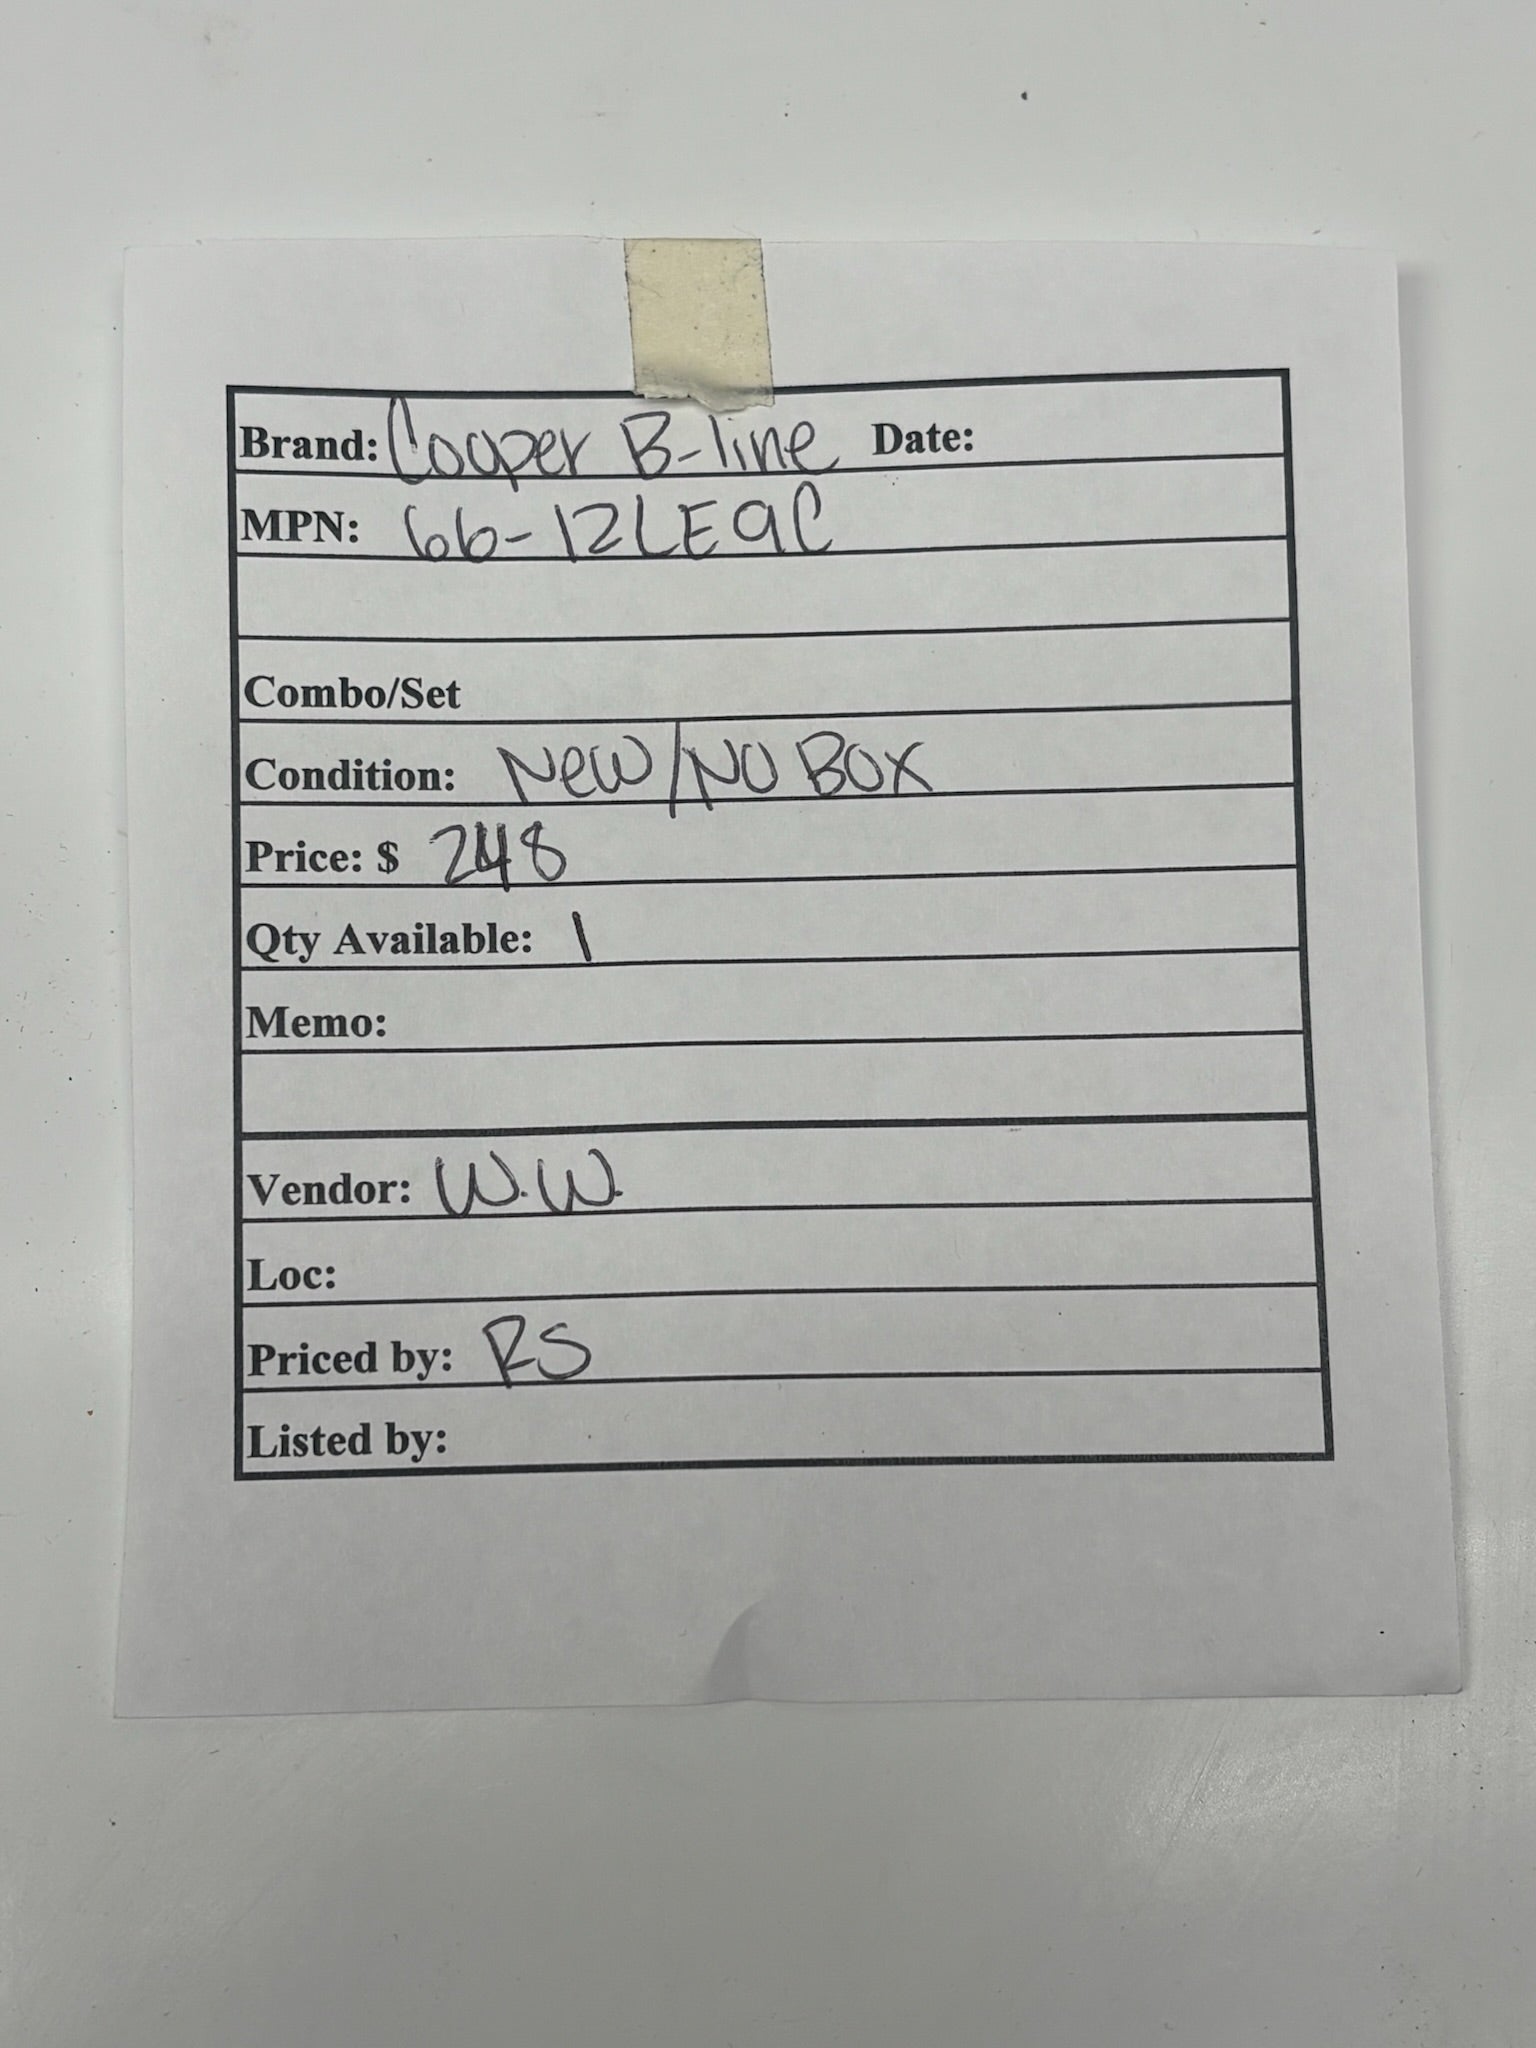 Brand: Cooper B-line Date:
MPN: 66-12LE9C
Combo/Set
Condition: New/NO BOX
Price: $ 248
Qty Available: 1
Memo:
Vendor: W.W.
Loc:
Priced by: RS
Listed by: